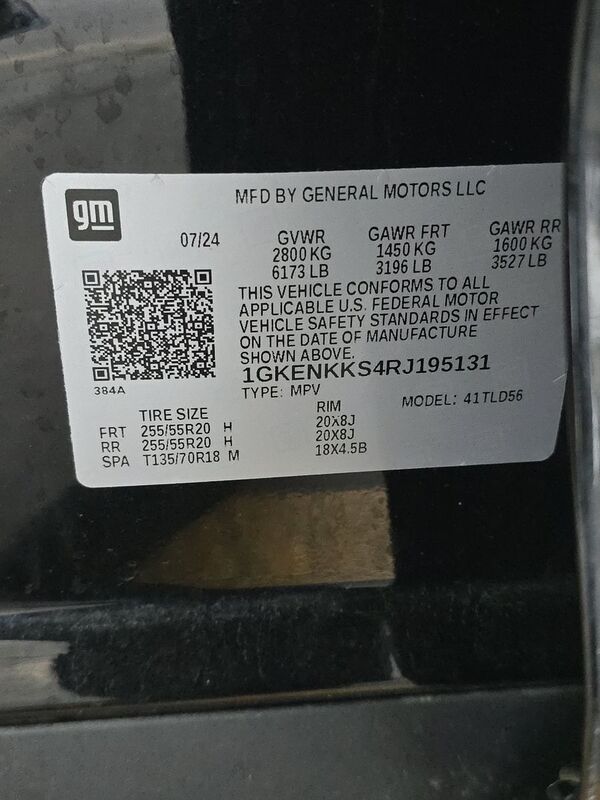 gm
MFD BY GENERAL MOTORS LLC
07/24 GVWR GAWR FRT GAWR RR
2800 KG 1450 KG 1600 KG
6173 LB 3196 LB 3527 LB
THIS VEHICLE CONFORMS TO ALL
APPLICABLE U.S. FEDERAL MOTOR
VEHICLE SAFETY STANDARDS IN EFFECT
ON THE DATE OF MANUFACTURE
SHOWN ABOVE.
384A
1GKENKKS4RJ195131
TYPE: MPV MODEL: 41TLD56
TIRE SIZE RIM
FRT 255/55R20 H 20X8J
RR 255/55R20 H 20X8J
SPA T135/70R18 M 18X4.5B